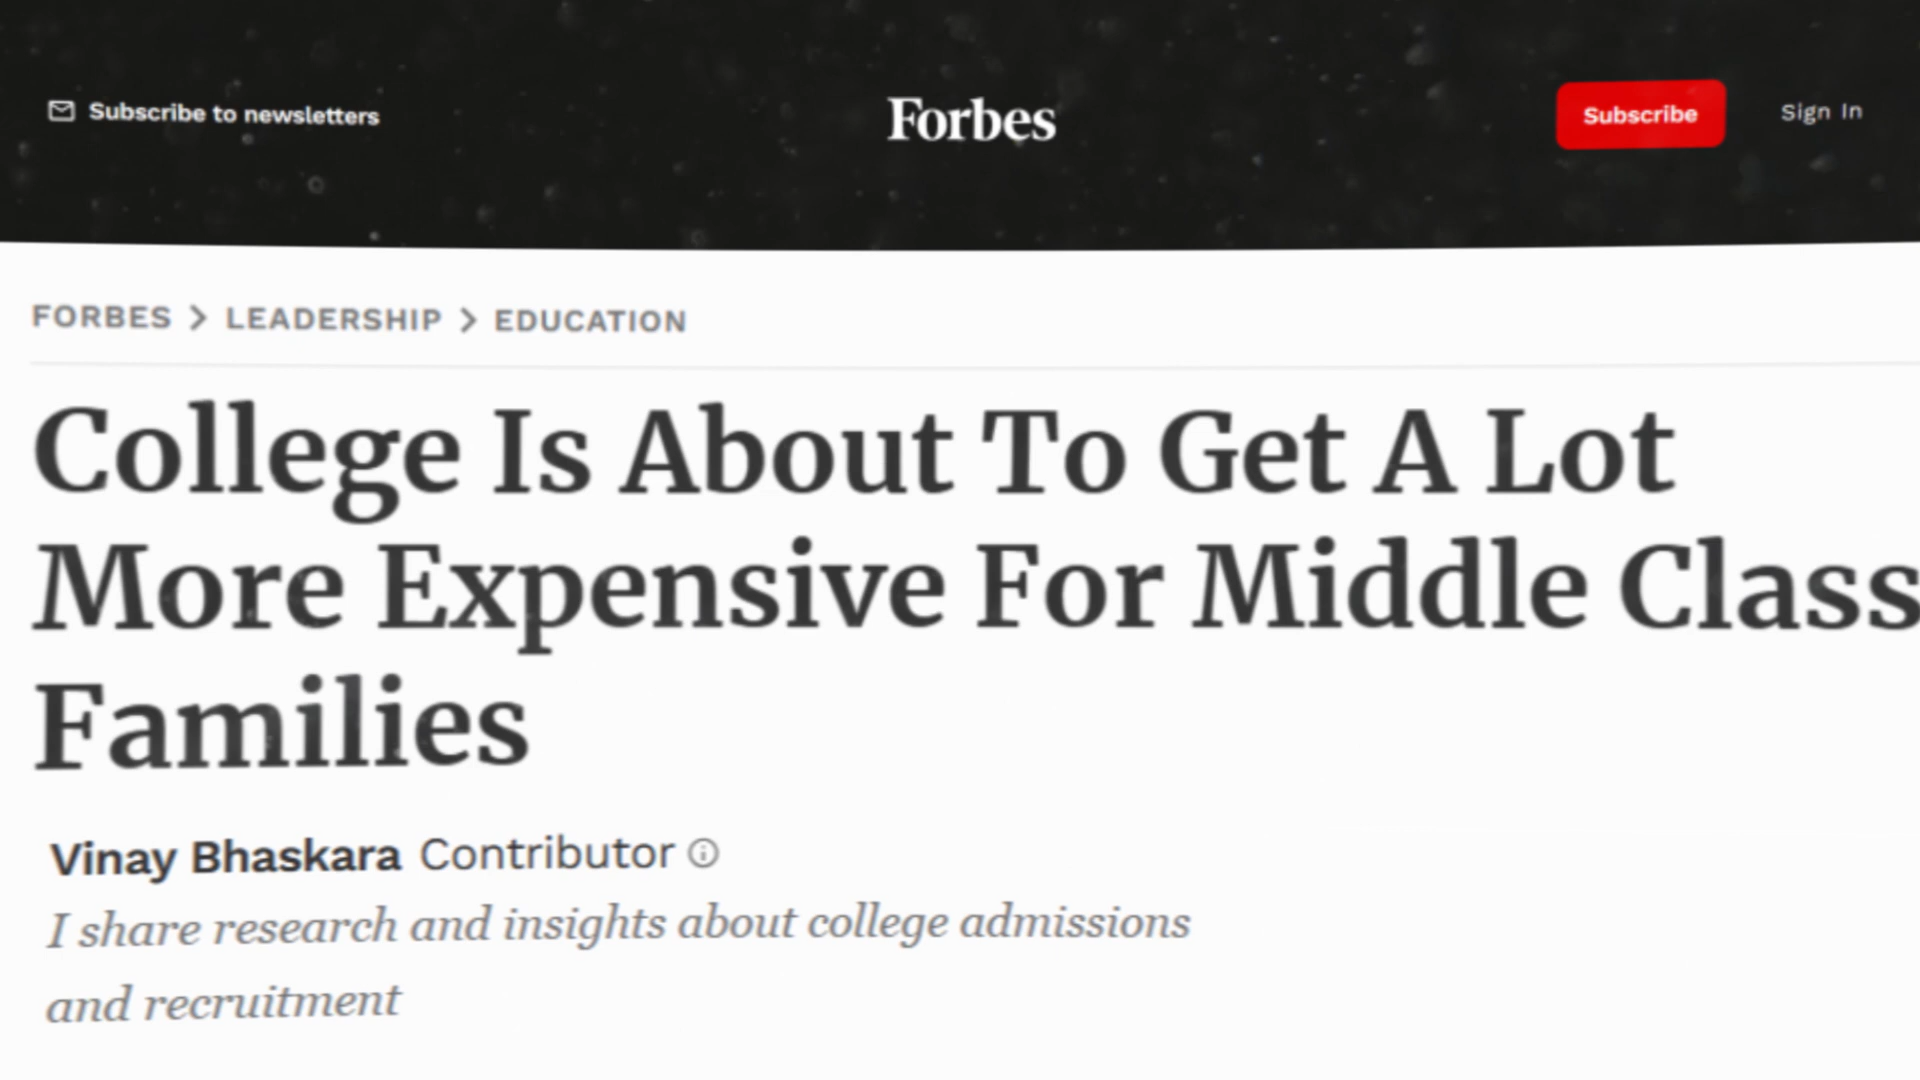 Subscribe to newsletters
Forbes
Subscribe
Sign In
FORBES > LEADERSHIP > EDUCATION
College Is About To Get A Lot
More Expensive For Middle Class
Families
Vinay Bhaskara Contributor
I share research and insights about college admissions
and recruitment